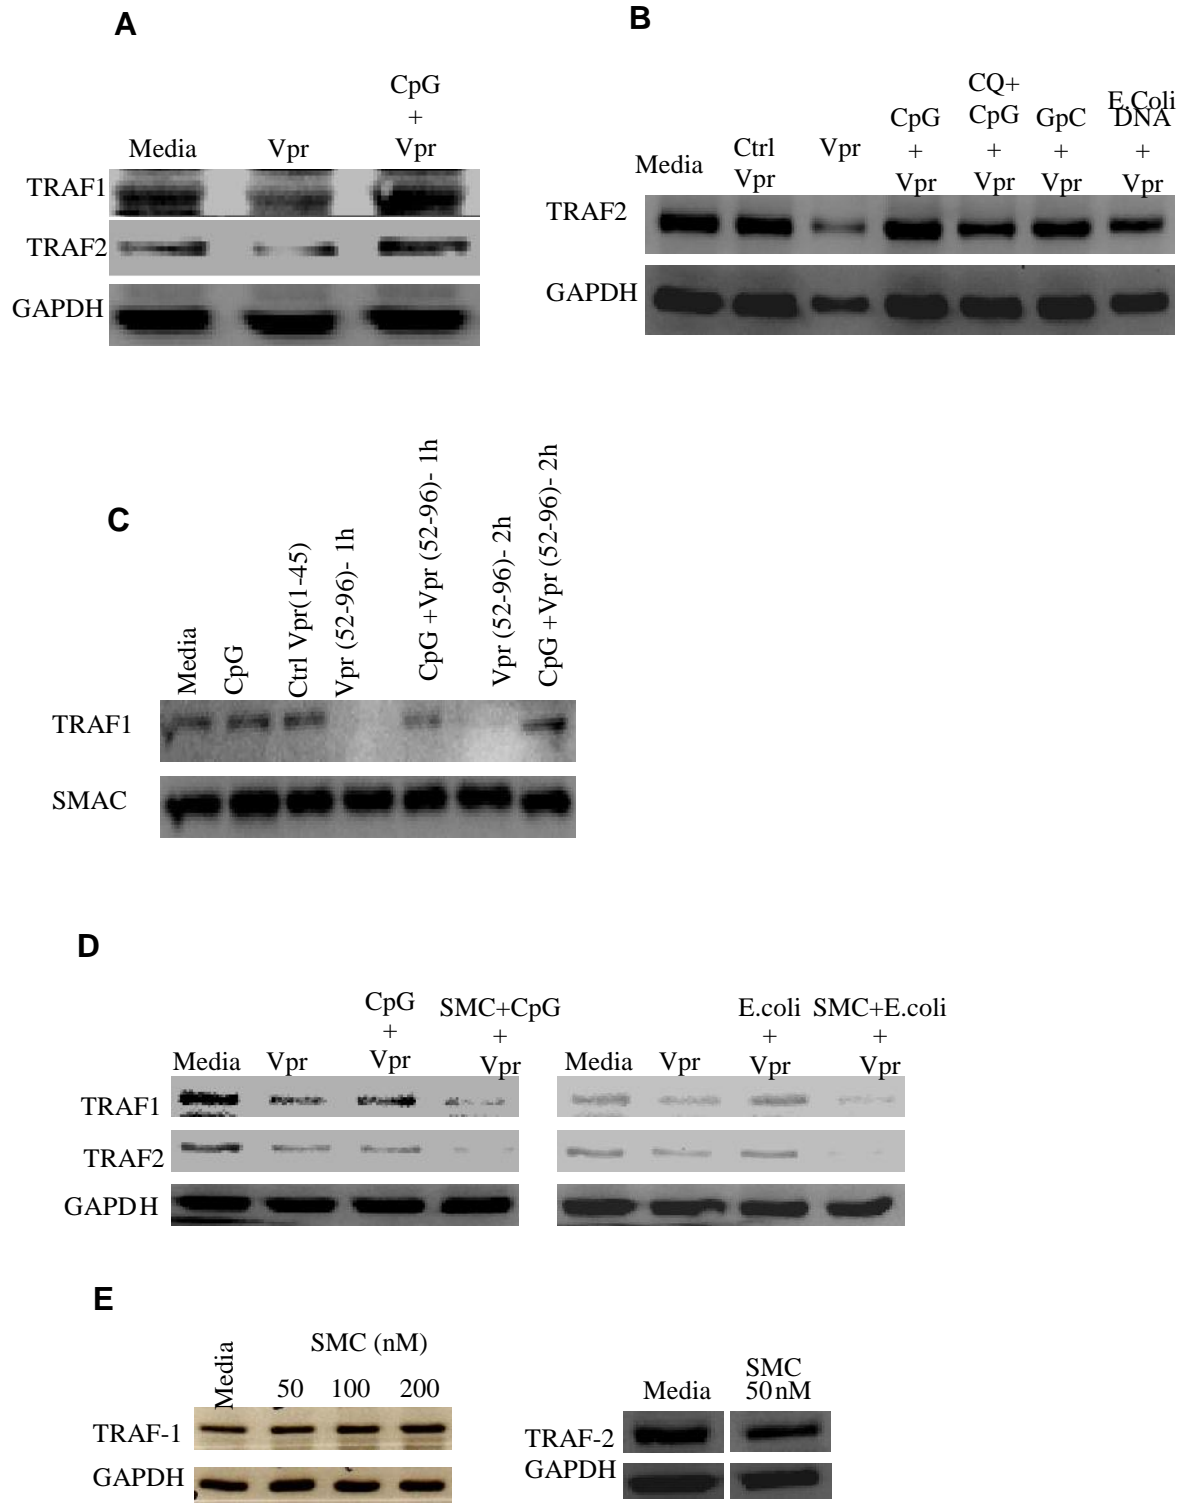 A
CpG
+
Media Vpr Vpr
TRAF1
TRAF2
GAPDH
B
CQ+ E.Coli
CpG CpG GpC DNA
Media Ctrl Vpr + + + +
Vpr Vpr Vpr Vpr Vpr
TRAF2
GAPDH
C
Media
CpG
Ctrl Vpr(1-45)
Vpr (52-96)- 1h
CpG +Vpr (52-96)- 1h
Vpr (52-96)- 2h
CpG +Vpr (52-96)- 2h
TRAF1
SMAC
D
CpG SMC+CpG E.coli SMC+E.coli
+ + + +
Media Vpr Vpr Vpr Media Vpr Vpr Vpr
TRAF1
TRAF2
GAPDH
E
SMC (nM)
Media 50 100 200
TRAF-1
GAPDH
SMC
Media 50nM
TRAF-2
GAPDH